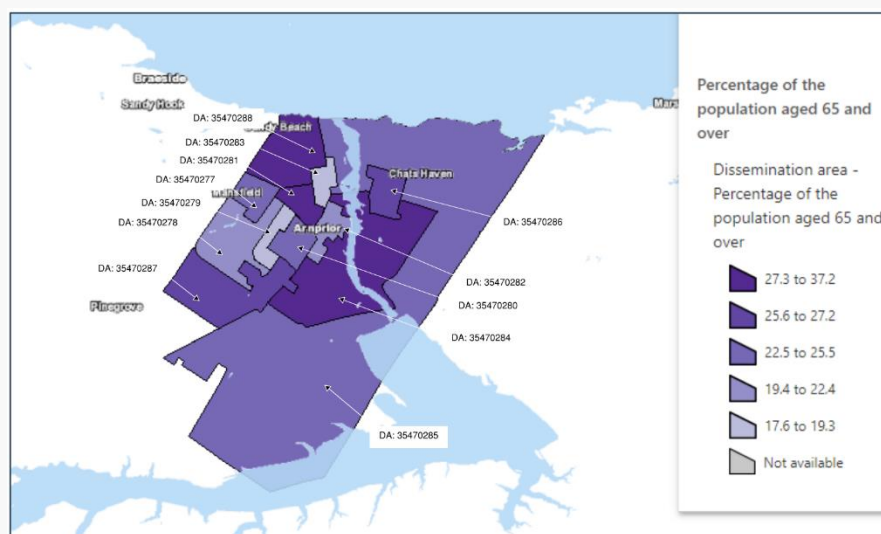 Braeside
Sandy Hook
Mars
DA: 35470288
dy Beach
DA: 35470283
DA: 35470281
DA: 35470277
Mansfield
DA: 35470279
DA: 35470278
DA: 35470287
Pinegrove
Chats Haven
Arnprior
DA: 35470286
DA: 35470282
DA: 35470280
DA: 35470284
DA: 35470285
Percentage of the
population aged 65 and
over
Dissemination area -
Percentage of the
population aged 65 and
over
27.3 to 37.2
25.6 to 27.2
22.5 to 25.5
19.4 to 22.4
17.6 to 19.3
Not available